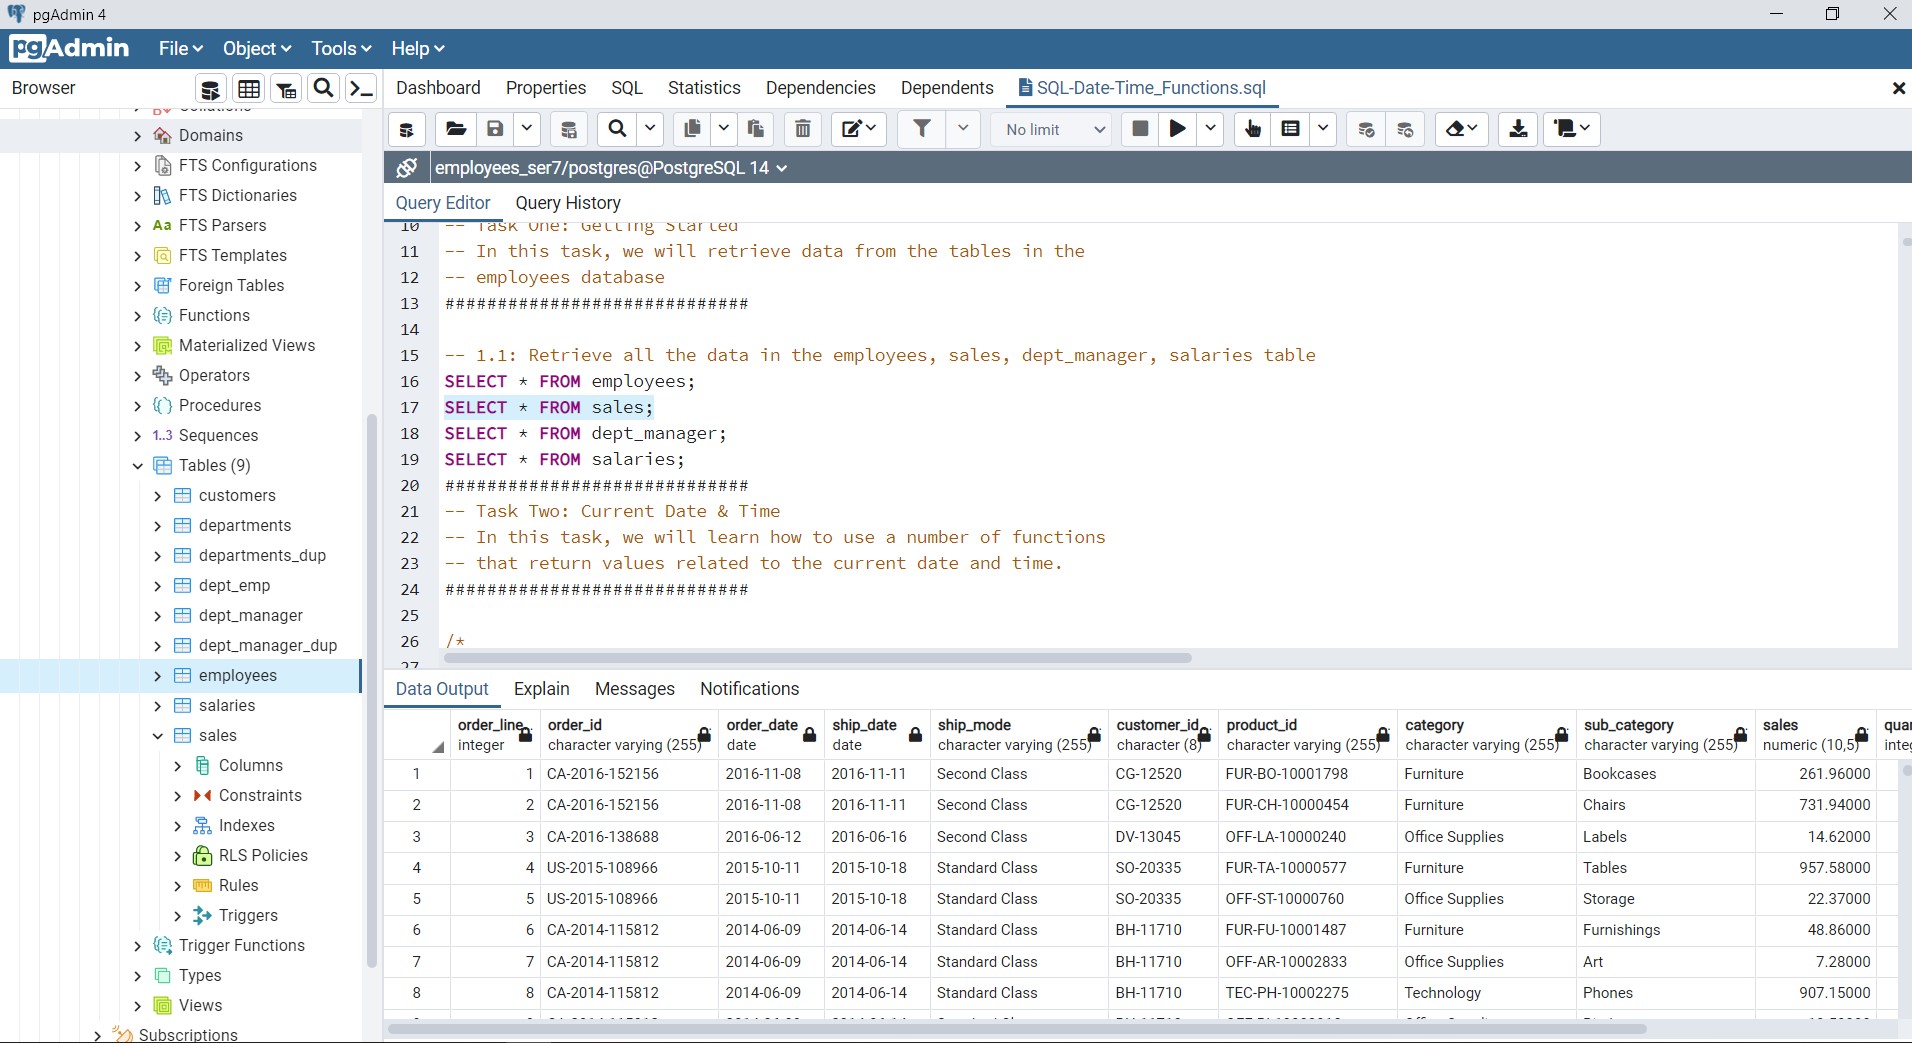 pgAdmin 4
pgAdmin File Object Tools Help
Browser
Dashboard Properties SQL Statistics Dependencies Dependents SQL-Date-Time_Functions.sql
No limit
employees_ser7/postgres@PostgreSQL 14
Query Editor Query History
Collations
Domains
FTS Configurations
FTS Dictionaries
Aa FTS Parsers
FTS Templates
Foreign Tables
Functions
Materialized Views
Operators
Procedures
1..3 Sequences
Tables (9)
customers
departments
departments_dup
dept_emp
dept_manager
dept_manager_dup
employees
salaries
sales
Columns
Constraints
Indexes
RLS Policies
Rules
Triggers
Trigger Functions
Types
Views
Subscriptions
10 -- Task One: Getting Started
11 -- In this task, we will retrieve data from the tables in the
12 -- employees database
13 #############################
14
15 -- 1.1: Retrieve all the data in the employees, sales, dept_manager, salaries table
16 SELECT * FROM employees;
17 SELECT * FROM sales;
18 SELECT * FROM dept_manager;
19 SELECT * FROM salaries;
20 #############################
21 -- Task Two: Current Date & Time
22 -- In this task, we will learn how to use a number of functions
23 -- that return values related to the current date and time.
24 #############################
25
26 /*
27
Data Output Explain Messages Notifications
order_line order_id order_date ship_date ship_mode customer_id product_id category sub_category sales quan
integer character varying (255) date date character varying (255) character (8) character varying (255) character varying (255) character varying (255) numeric (10,5) integ
1 1 CA-2016-152156 2016-11-08 2016-11-11 Second Class CG-12520 FUR-BO-10001798 Furniture Bookcases 261.96000
2 2 CA-2016-152156 2016-11-08 2016-11-11 Second Class CG-12520 FUR-CH-10000454 Furniture Chairs 731.94000
3 3 CA-2016-138688 2016-06-12 2016-06-16 Second Class DV-13045 OFF-LA-10000240 Office Supplies Labels 14.62000
4 4 US-2015-108966 2015-10-11 2015-10-18 Standard Class SO-20335 FUR-TA-10000577 Furniture Tables 957.58000
5 5 US-2015-108966 2015-10-11 2015-10-18 Standard Class SO-20335 OFF-ST-10000760 Office Supplies Storage 22.37000
6 6 CA-2014-115812 2014-06-09 2014-06-14 Standard Class BH-11710 FUR-FU-10001487 Furniture Furnishings 48.86000
7 7 CA-2014-115812 2014-06-09 2014-06-14 Standard Class BH-11710 OFF-AR-10002833 Office Supplies Art 7.28000
8 8 CA-2014-115812 2014-06-09 2014-06-14 Standard Class BH-11710 TEC-PH-10002275 Technology Phones 907.15000